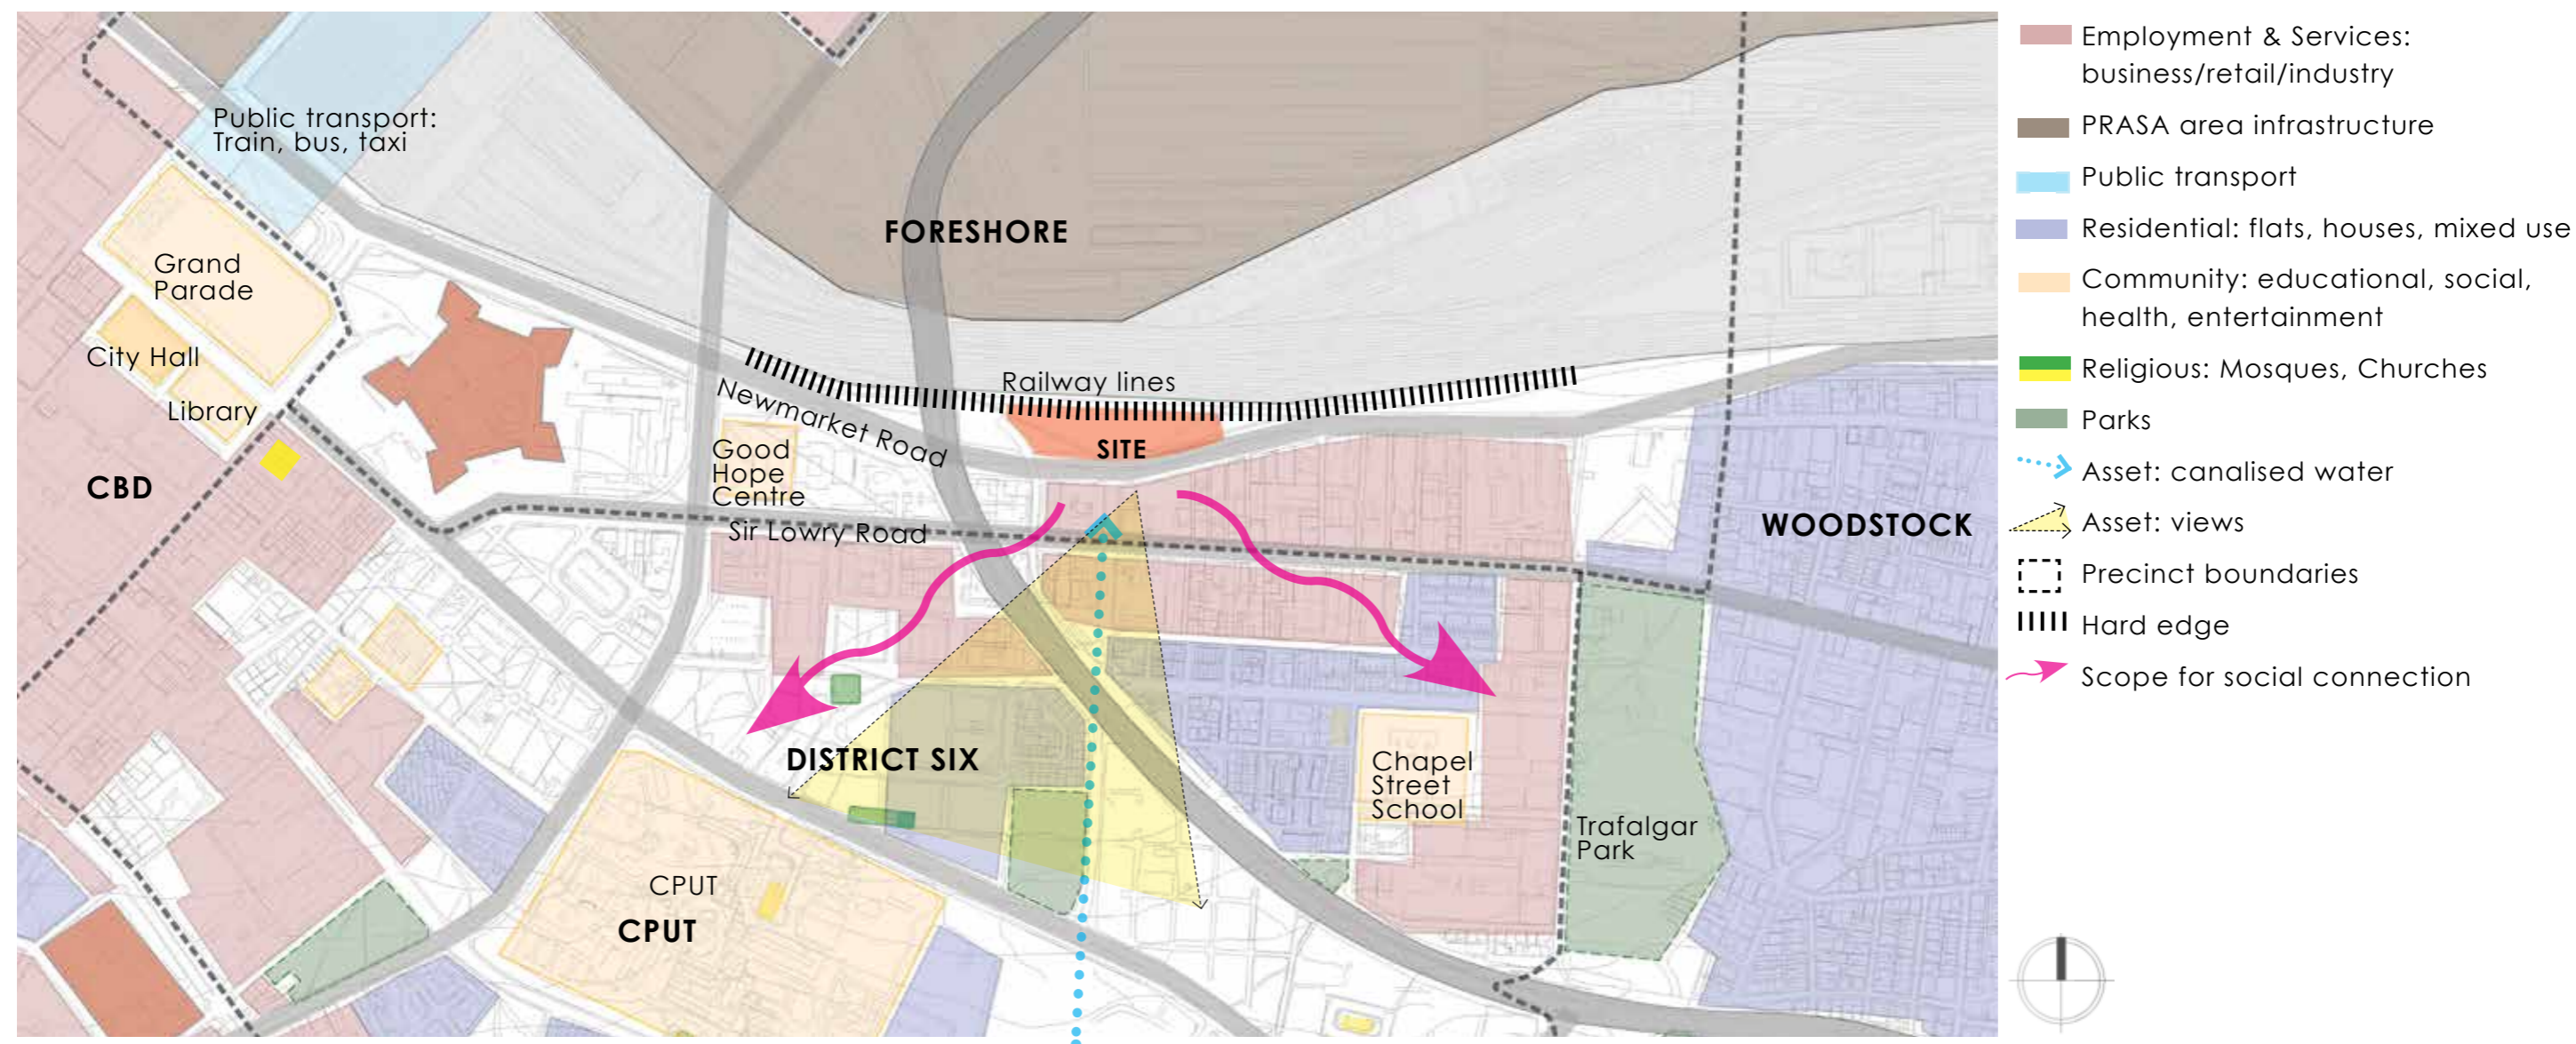 Public transport:
Train, bus, taxi
FORESHORE
Grand
Parade
City Hall
Library
CBD
Railway lines
Newmarket Road
SITE
Good
Hope
Centre
Sir Lowry Road
WOODSTOCK
DISTRICT SIX
Chapel
Street
School
Trafalgar
Park
CPUT
CPUT
Employment & Services:
business/retail/industry
PRASA area infrastructure
Public transport
Residential: flats, houses, mixed use
Community: educational, social,
health, entertainment
Religious: Mosques, Churches
Parks
Asset: canalised water
Asset: views
Precinct boundaries
Hard edge
Scope for social connection